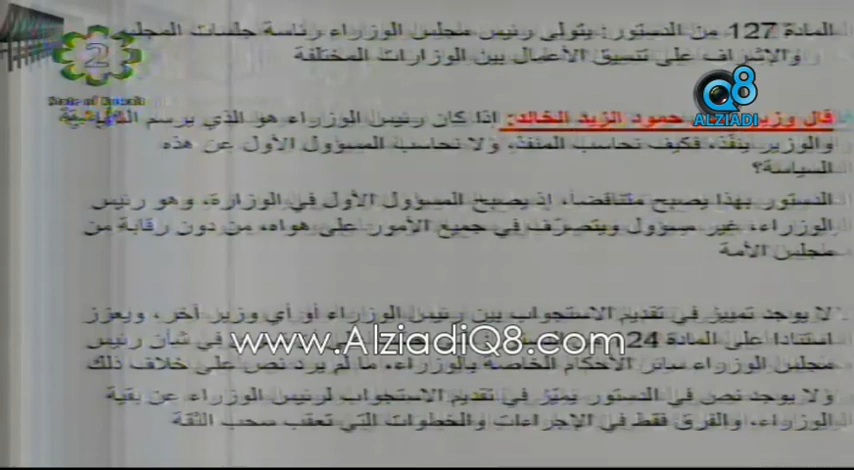 2
State of Kuwait
Q8
ALZIADI
المادة 127 من الدستور: يتولى رئيس مجلس الوزراء رئاسة جلسات المجلس
والإشراف على تنسيق الأعمال بين الوزارات المختلفة
قال وزير حمود الزيد الخالد: اذا كان رئيس الوزراء هو الذي يرسم السياسة
والوزير ينفذ، فكيف نحاسب المنفذ، ولا نحاسب المسؤول الأول عن هذه
السياسة؟
الدستور بهذا يصبح متناقضا، إذ يصبح المسؤول الأول في الوزارة، وهو رئيس
الوزراء، غير مسؤول ويتصرف في جميع الأمور على هواه، من دون رقابة من
مجلس الأمة
لا يوجد تمييز في تقديم الاستجواب بين رئيس الوزراء أو أي وزير آخر، ويعزز
استنادا على المادة 24 في شأن رئيس
www.AlziadiQ8.com
مجلس الوزراء سائر الأحكام الخاصة بالوزراء، ما لم يرد نص على خلاف ذلك
ولا يوجد نص في الدستور يميز في تقديم الاستجواب لرئيس الوزراء عن بقية
الوزراء، والفرق فقط في الإجراءات والخطوات التي تعقب سحب الثقة